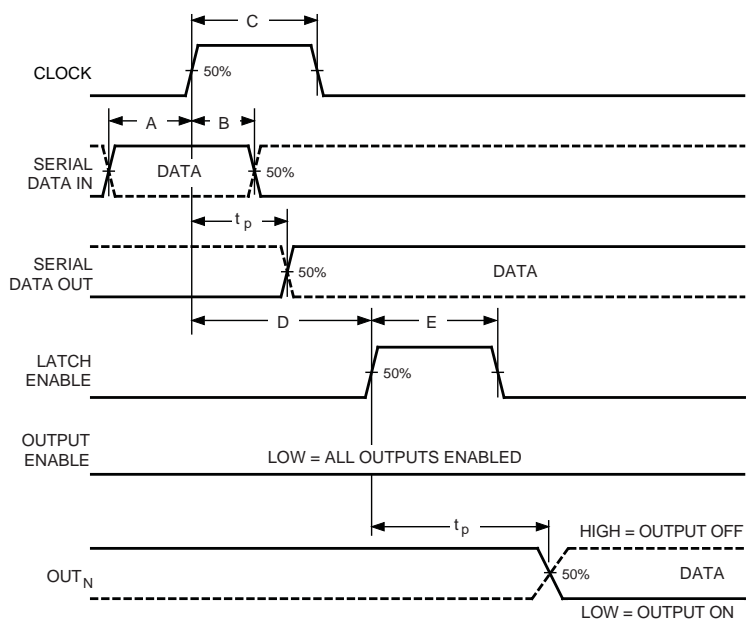 C
CLOCK
50%
A
B
SERIAL
DATA IN
DATA
50%
t p
SERIAL
DATA OUT
50%
DATA
D
E
LATCH
ENABLE
50%
OUTPUT
ENABLE
LOW = ALL OUTPUTS ENABLED
t p
HIGH = OUTPUT OFF
OUT N
50%
DATA
LOW = OUTPUT ON